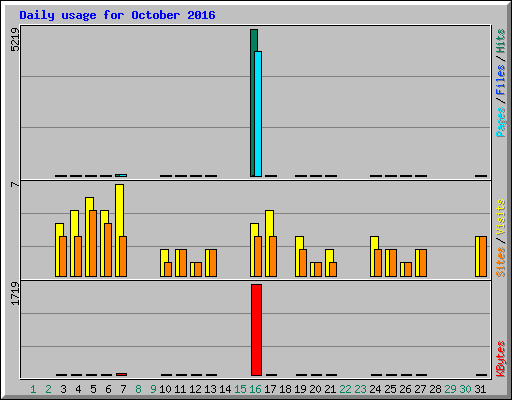 Daily usage for October 2016
5219
7
1719
Pages / Files / Hits
Sites / Visits
KBytes
1 2 3 4 5 6 7 8 9 10 11 12 13 14 15 16 17 18 19 20 21 22 23 24 25 26 27 28 29 30 31